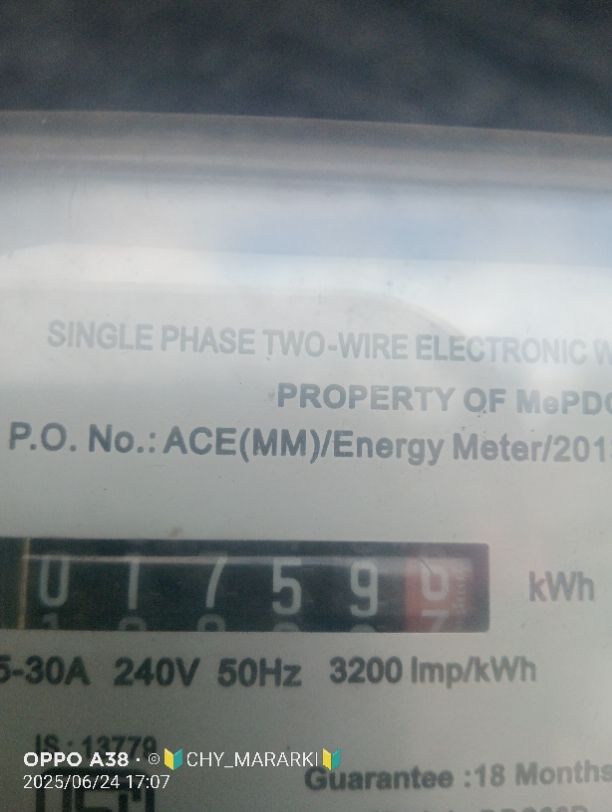 SINGLE PHASE TWO-WIRE ELECTRONIC W
PROPERTY OF MePDC
P.O. No.: ACE(MM)/Energy Meter/201
0 1 7 5 9 kWh
5-30A 240V 50Hz 3200 Imp/kWh
IS : 13779
OPPO A38 · © 🔰CHY_MARARKI🔰
2025/06/24 17:07
Guarantee :18 Months